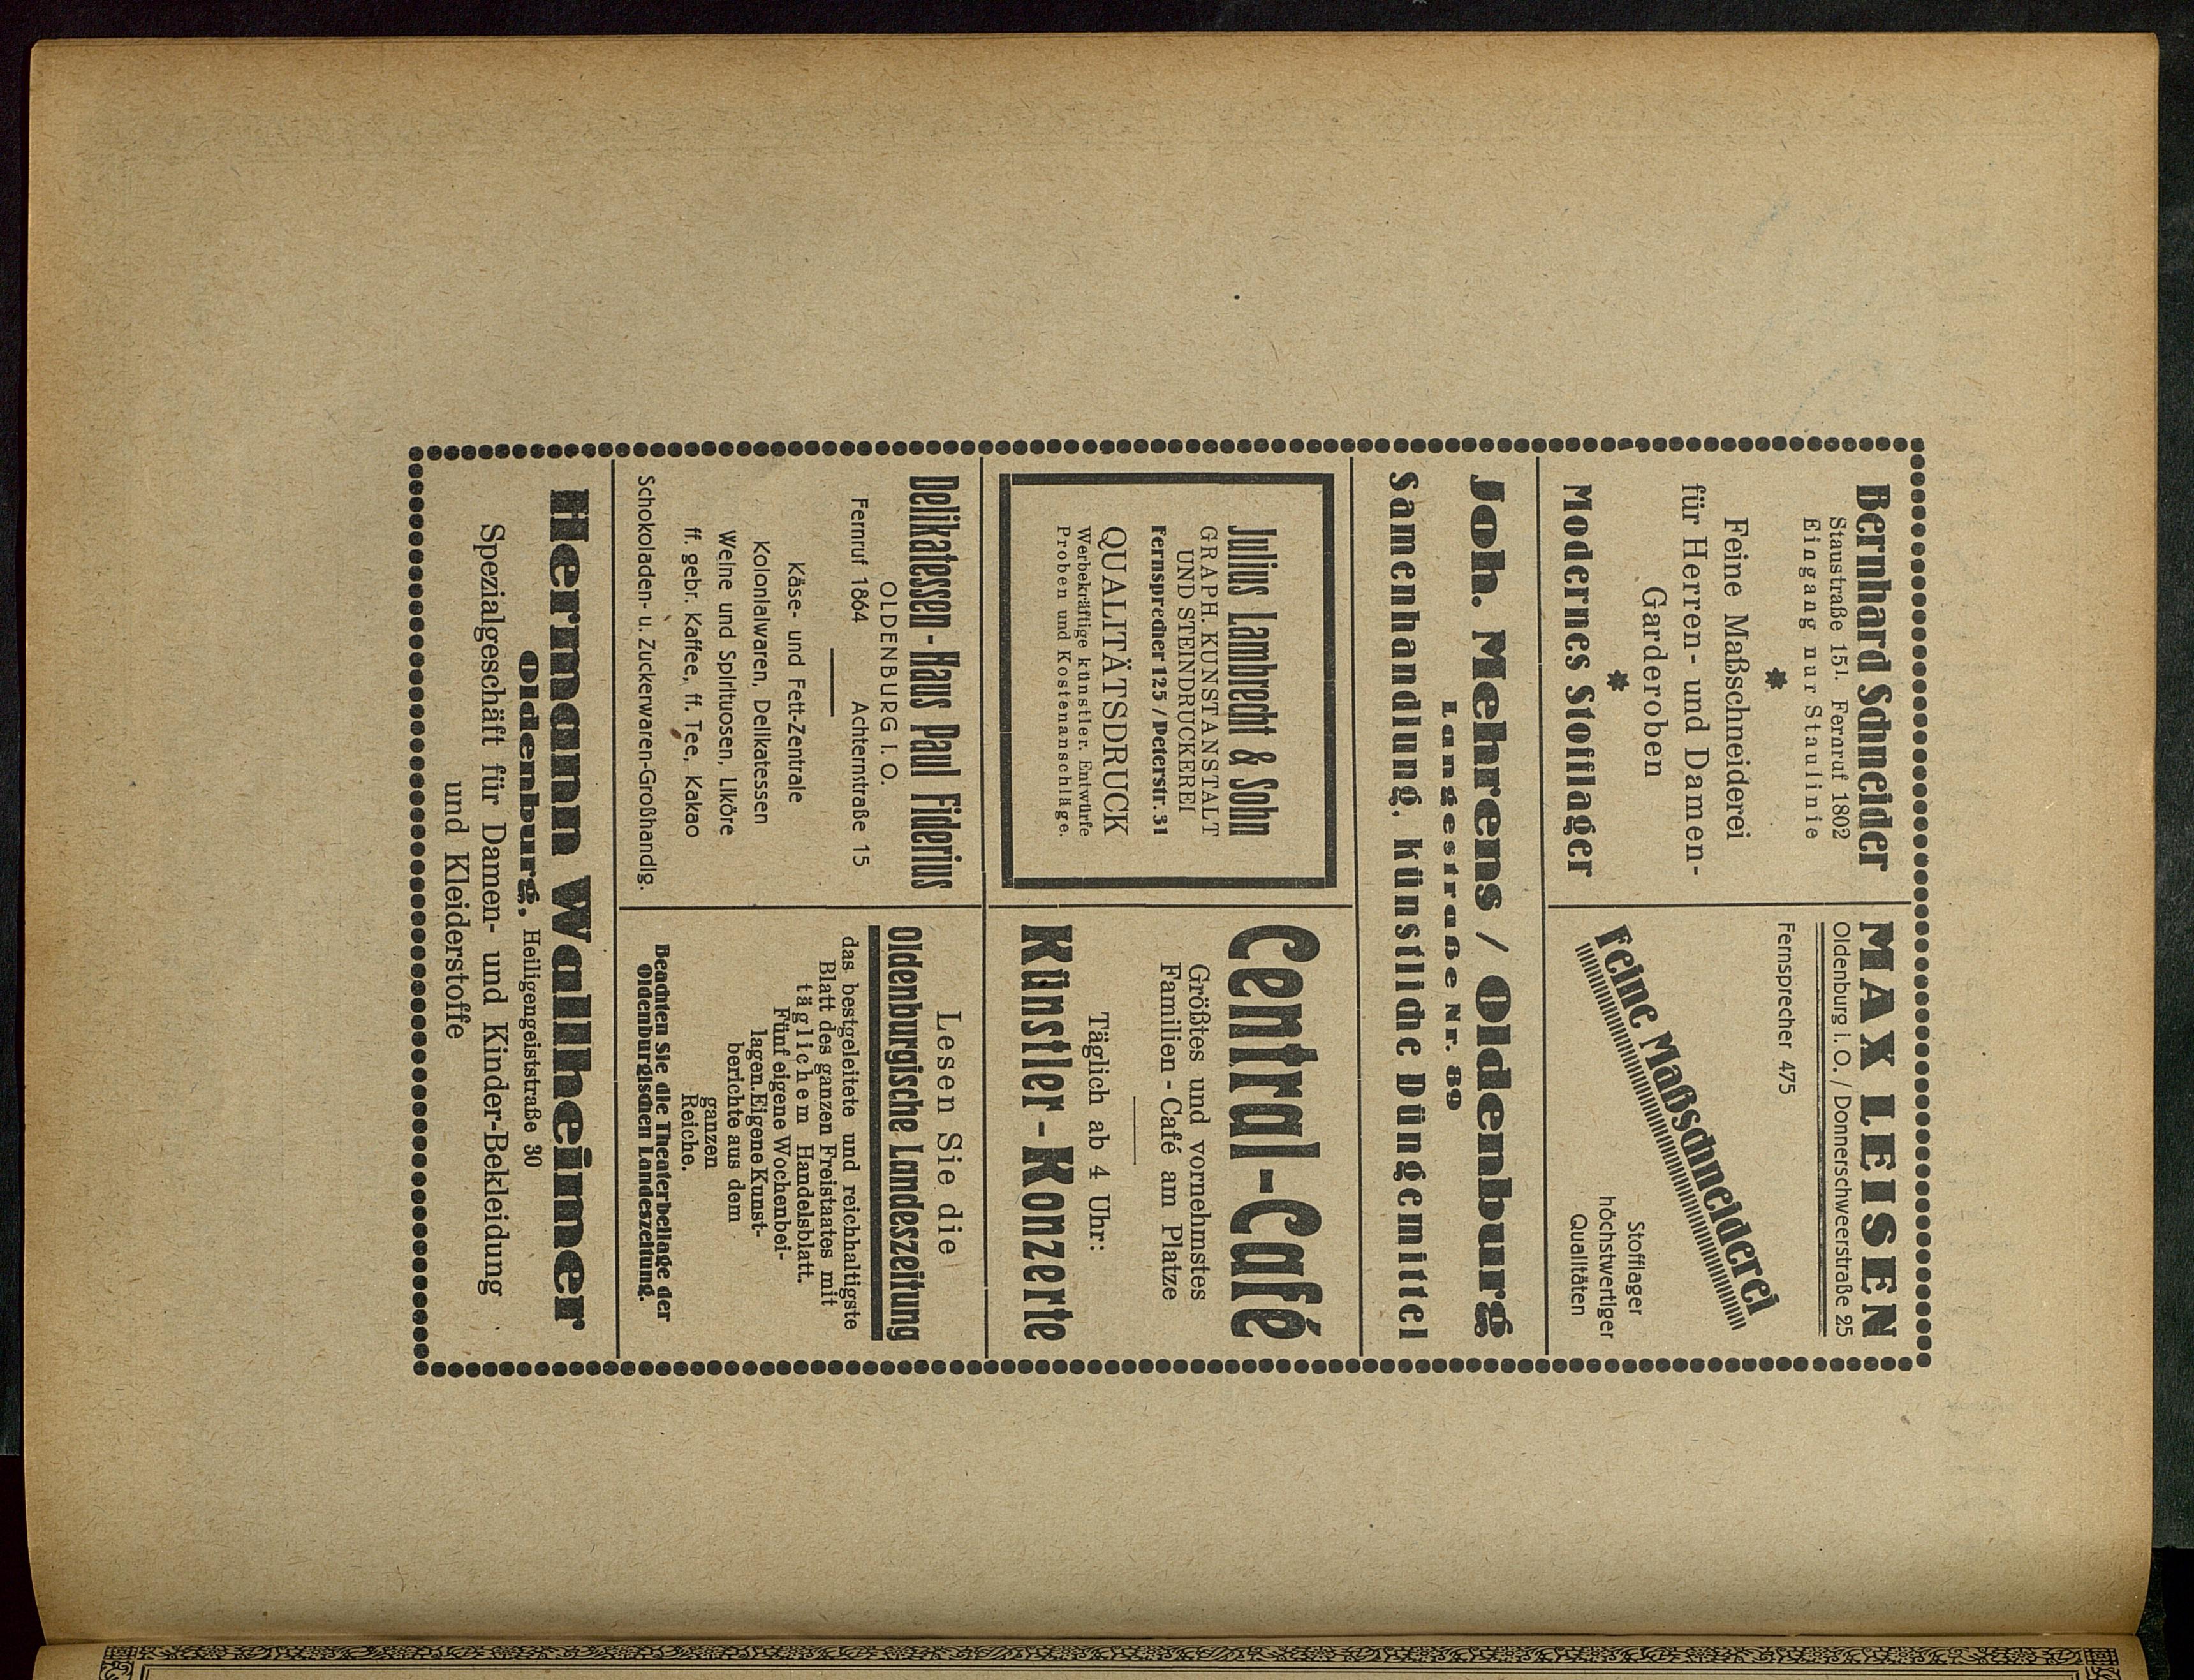 Bernhard Schneider
Staustraße 15¹. Fernruf 1802
Eingang nur Staulinie
Feine Maßschneiderei
für Herren- und Damen-
Garderoben
Modernes Stofflager
MAX LEISEN
Oldenburg i. O. / Donnerschweerstraße 25
Fernsprecher 475
Feine Maßschneiderei
Stofflager
höchstwertiger
Qualitäten
Joh. Mehrens / Oldenburg
Langestraße Nr. 89
Samenhandlung, künstliche Düngemittel
Julius Lambrecht & Sohn
GRAPH. KUNSTANSTALT
UND STEINDRUCKEREI
Fernsprecher 125 / Peterstr. 31
QUALITÄTSDRUCK
Werbekräftige künstler. Entwürfe
Proben und Kostenanschläge.
Central-Café
Größtes und vornehmstes
Familien-Café am Platze
Täglich ab 4 Uhr:
Künstler-Konzerte
Delikatessen-Haus Paul Fiderius
OLDENBURG I. O.
Fernruf 1864 Achternstraße 15
Käse- und Fett-Zentrale
Kolonialwaren, Delikatessen
Weine und Spirituosen, Liköre
ff. gebr. Kaffee, ff. Tee, Kakao
Schokoladen- u. Zuckerwaren-Großhandlg.
Lesen Sie die
Oldenburgische Landeszeitung
das bestgeleitete und reichhaltigste
Blatt des ganzen Freistaates mit
täglichem Handelsblatt.
Fünf eigene Wochenbei-
lagen. Eigene Kunst-
berichte aus dem
ganzen
Reiche.
Beachten Sie die Theaterbeilage der
Oldenburgischen Landeszeitung.
Hermann Wallheimer
Oldenburg, Heiligengeiststraße 30
Spezialgeschäft für Damen- und Kinder-Bekleidung
und Kleiderstoffe